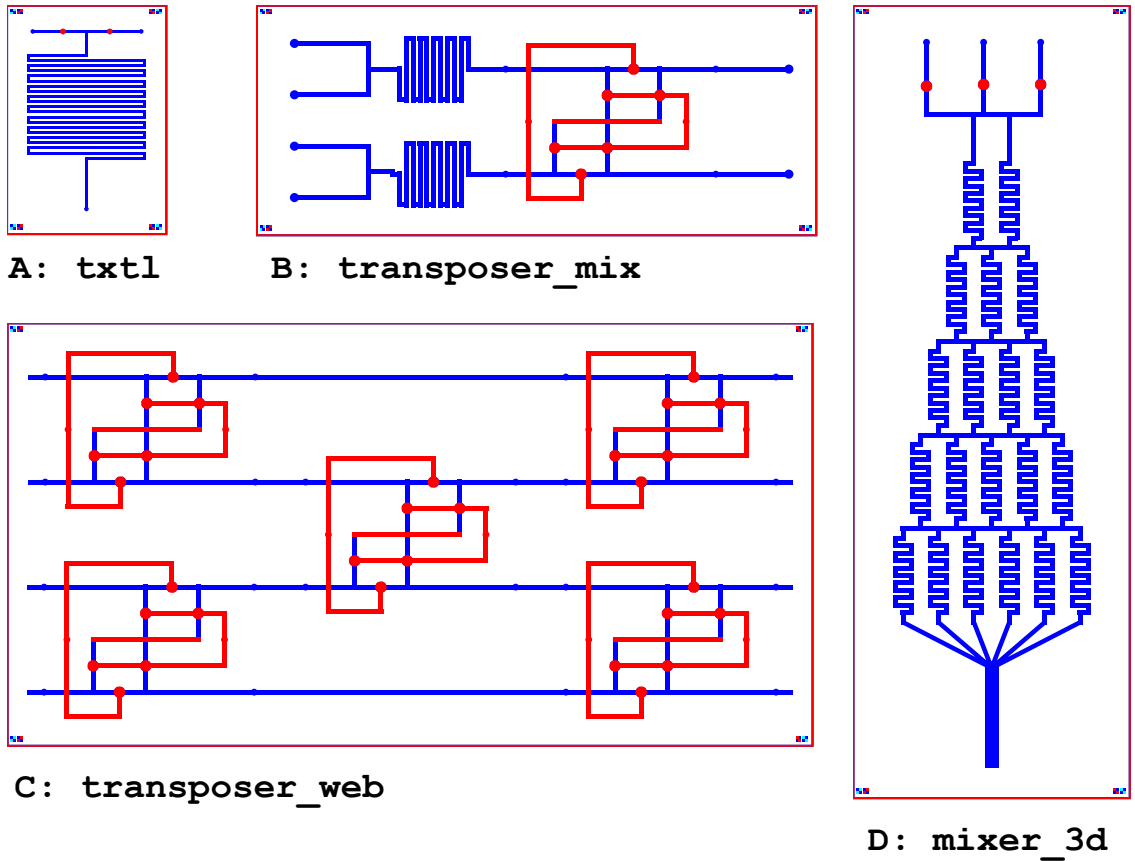 A: txtl
B: transposer_mix
C: transposer_web
D: mixer_3d